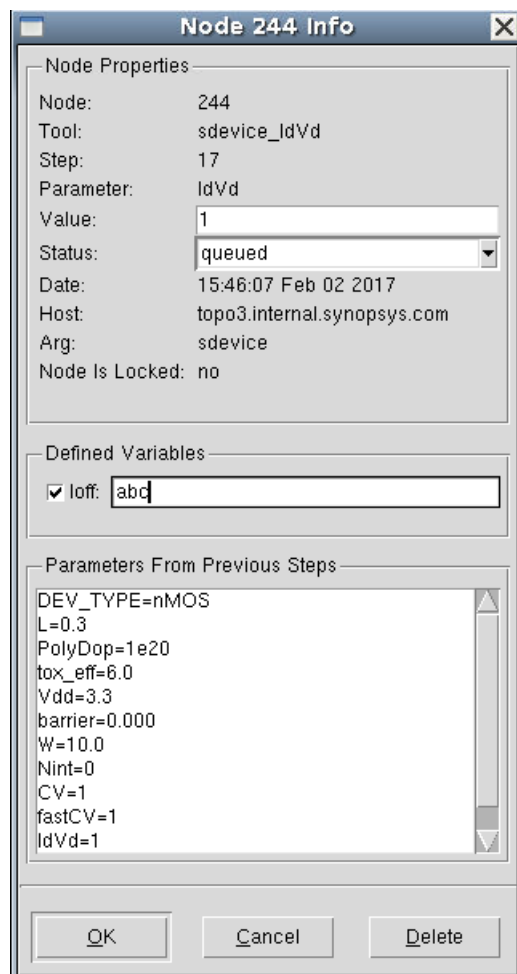 Node 244 Info
Node Properties
Node: 244
Tool: sdevice_IdVd
Step: 17
Parameter: IdVd
Value: 1
Status: queued
Date: 15:46:07 Feb 02 2017
Host: topo3.internal.synopsys.com
Arg: sdevice
Node Is Locked: no
Defined Variables
Ioff: abc
Parameters From Previous Steps
DEV_TYPE=nMOS
L=0.3
PolyDop=1e20
tox_eff=6.0
Vdd=3.3
barrier=0.000
W=10.0
Nint=0
CV=1
fastCV=1
IdVd=1
OK Cancel Delete